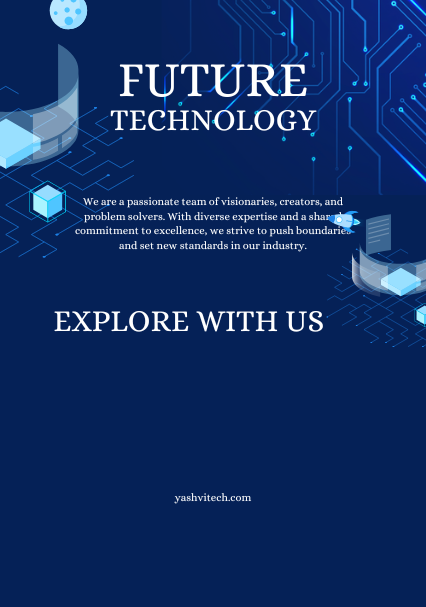 FUTURE
TECHNOLOGY
We are a passionate team of visionaries, creators, and
problem solvers. With diverse expertise and a shared
commitment to excellence, we strive to push boundaries
and set new standards in our industry.
EXPLORE WITH US
yashvitech.com